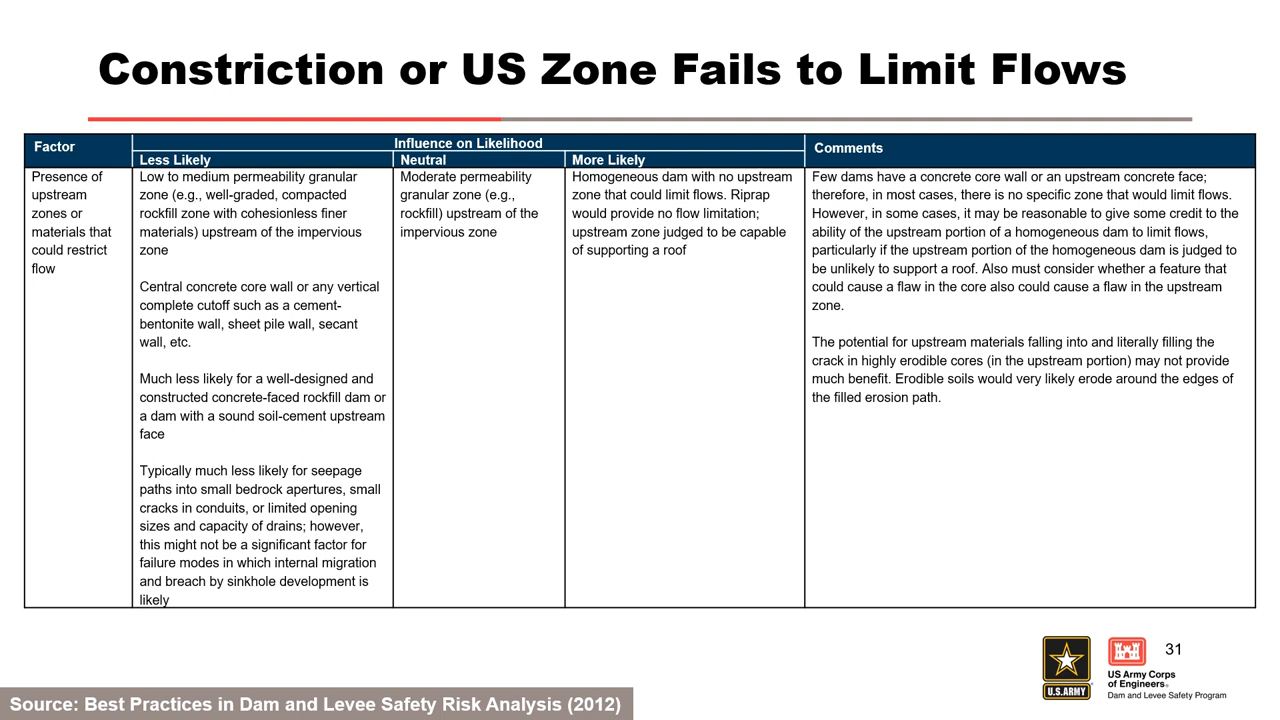 Constriction or US Zone Fails to Limit Flows
Factor
Influence on Likelihood
Less Likely
Neutral
More Likely
Comments
Presence of
upstream
zones or
materials that
could restrict
flow
Low to medium permeability granular
zone (e.g., well-graded, compacted
rockfill zone with cohesionless finer
materials) upstream of the impervious
zone
Central concrete core wall or any vertical
complete cutoff such as a cement-
bentonite wall, sheet pile wall, secant
wall, etc.
Much less likely for a well-designed and
constructed concrete-faced rockfill dam or
a dam with a sound soil-cement upstream
face
Typically much less likely for seepage
paths into small bedrock apertures, small
cracks in conduits, or limited opening
sizes and capacity of drains; however,
this might not be a significant factor for
failure modes in which internal migration
and breach by sinkhole development is
likely
Moderate permeability
granular zone (e.g.,
rockfill) upstream of the
impervious zone
Homogeneous dam with no upstream
zone that could limit flows. Riprap
would provide no flow limitation;
upstream zone judged to be capable
of supporting a roof
Few dams have a concrete core wall or an upstream concrete face;
therefore, in most cases, there is no specific zone that would limit flows.
However, in some cases, it may be reasonable to give some credit to the
ability of the upstream portion of a homogeneous dam to limit flows,
particularly if the upstream portion of the homogeneous dam is judged to
be unlikely to support a roof. Also must consider whether a feature that
could cause a flaw in the core also could cause a flaw in the upstream
zone.
The potential for upstream materials falling into and literally filling the
crack in highly erodible cores (in the upstream portion) may not provide
much benefit. Erodible soils would very likely erode around the edges of
the filled erosion path.
31
U.S. ARMY
US Army Corps
of Engineers®
Dam and Levee Safety Program
Source: Best Practices in Dam and Levee Safety Risk Analysis (2012)